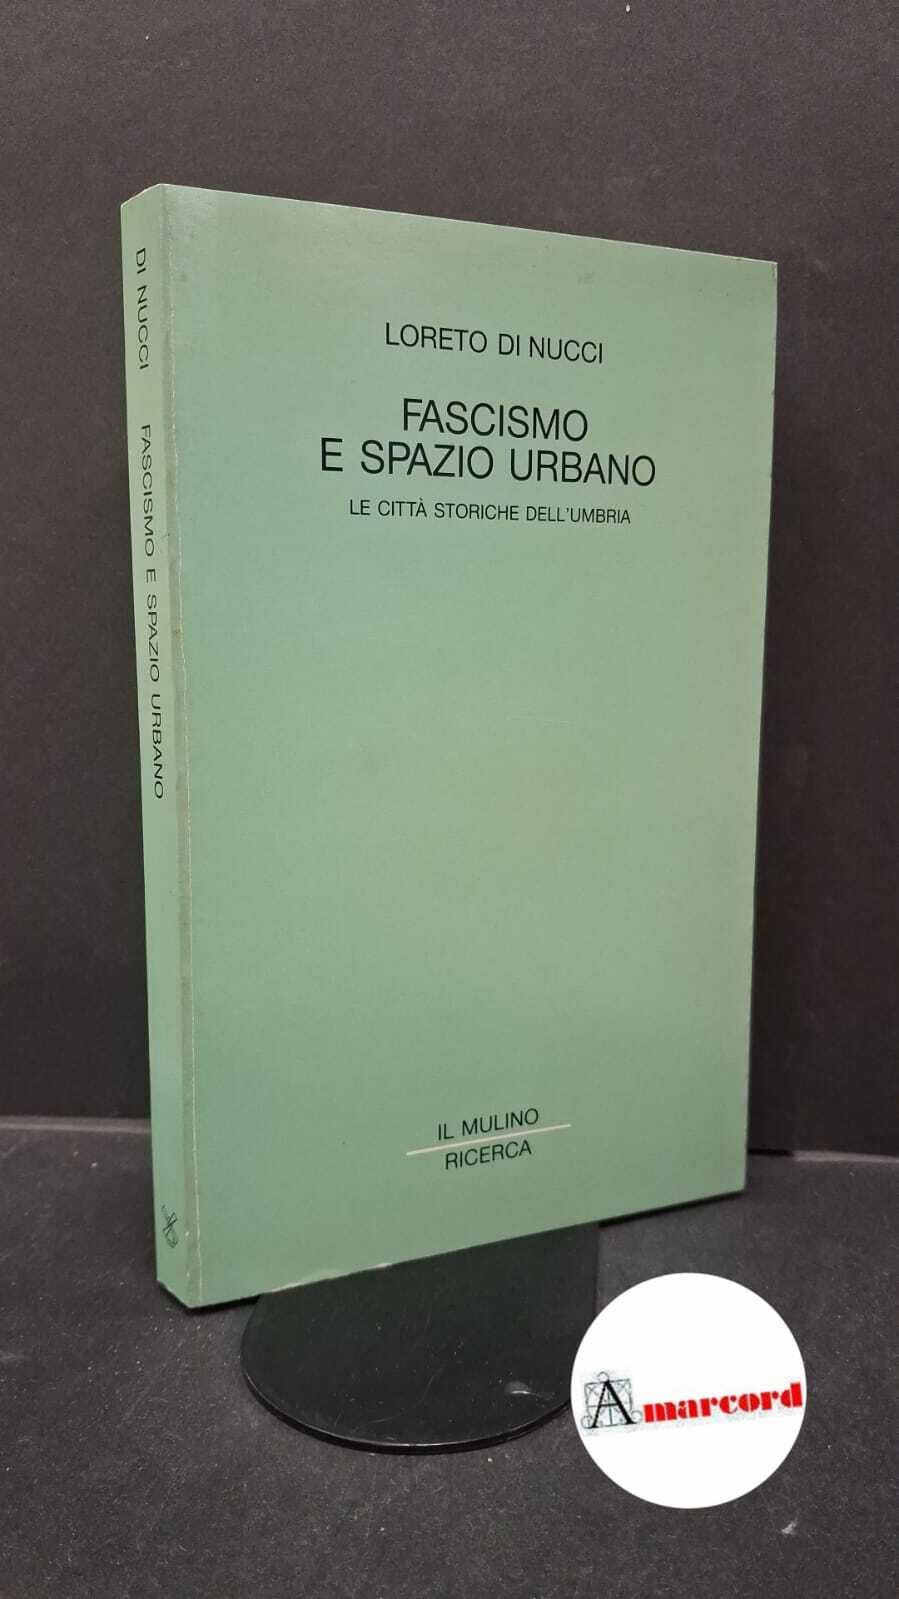 LORETO DI NUCCI
FASCISMO
E SPAZIO URBANO
LE CITTÀ STORICHE DELL'UMBRIA
IL MULINO
RICERCA
DI NUCCI FASCISMO E SPAZIO URBANO
Amarcord